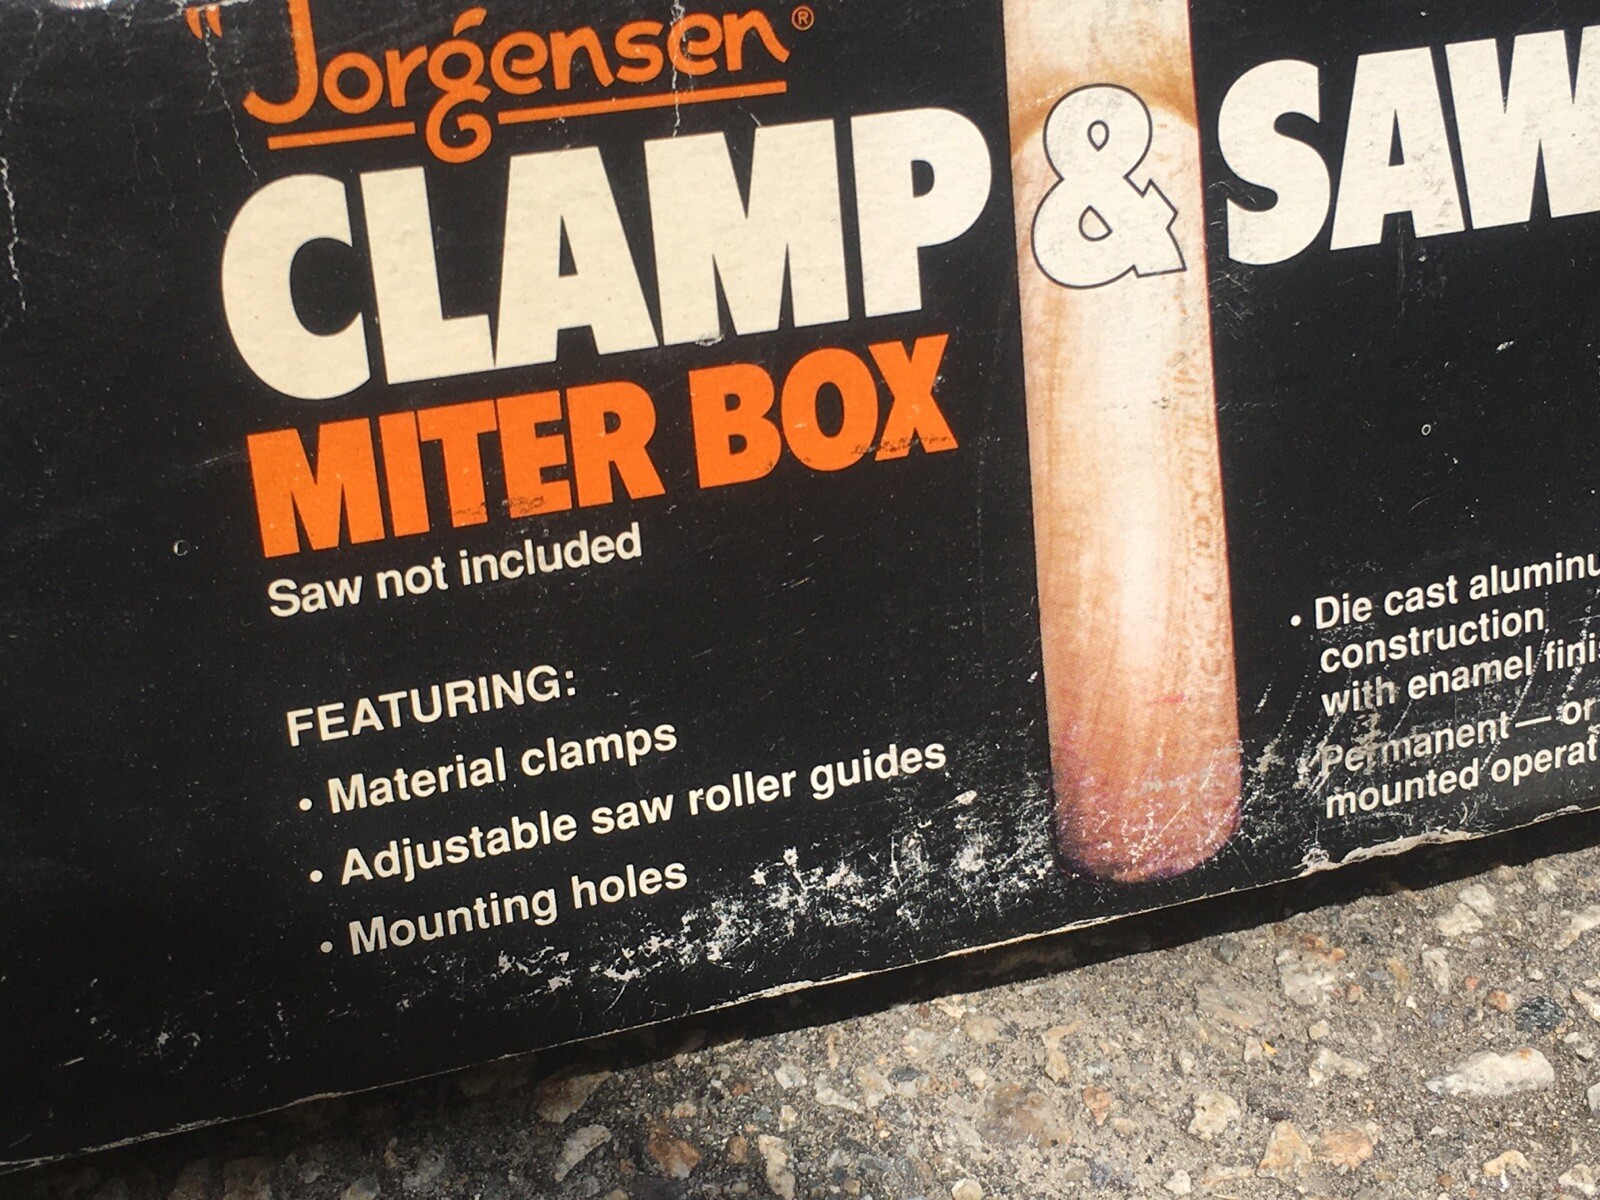 "Jorgensen®
CLAMP & SAW
MITER BOX
Saw not included
FEATURING:
• Material clamps
• Adjustable saw roller guides
• Mounting holes
• Die cast aluminu
construction
with enamel finis
Permanent — or
mounted operat